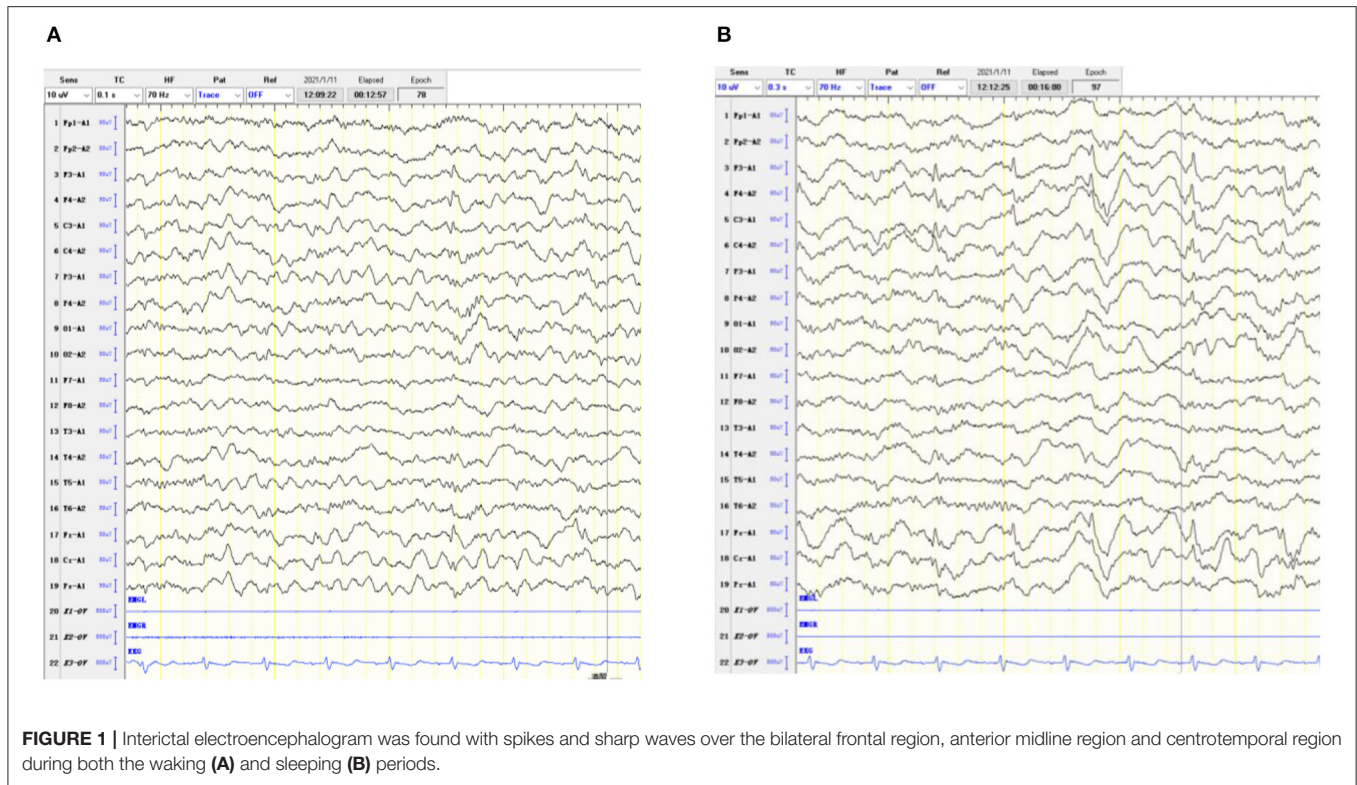 A
Sens TC HF Pat Ref 2021/1/11 Elapsed Epoch
10 uV 0.1 s 70 Hz Trace OFF 12:09:22 00:12:57 78
1 Fp1-A1
2 Fp2-A2
3 F3-A1
4 F4-A2
5 C3-A1
6 C4-A2
7 P3-A1
8 P4-A2
9 O1-A1
10 O2-A2
11 F7-A1
12 F8-A2
13 T3-A1
14 T4-A2
15 T5-A1
16 T6-A2
17 Fz-A1
18 Cz-A1
19 Pz-A1
EMGL
20 X1-OF
EMGR
21 X2-OF
EKG
22 X3-OF
B
Sens TC HF Pat Ref 2021/1/11 Elapsed Epoch
10 uV 0.3 s 70 Hz Trace OFF 12:12:25 00:16:00 97
1 Fp1-A1
2 Fp2-A2
3 F3-A1
4 F4-A2
5 C3-A1
6 C4-A2
7 P3-A1
8 P4-A2
9 O1-A1
10 O2-A2
11 F7-A1
12 F8-A2
13 T3-A1
14 T4-A2
15 T5-A1
16 T6-A2
17 Fz-A1
18 Cz-A1
19 Pz-A1
EMGL
20 X1-OF
EMGR
21 X2-OF
EKG
22 X3-OF
FIGURE 1 | Interictal electroencephalogram was found with spikes and sharp waves over the bilateral frontal region, anterior midline region and centrotemporal region
during both the waking (A) and sleeping (B) periods.